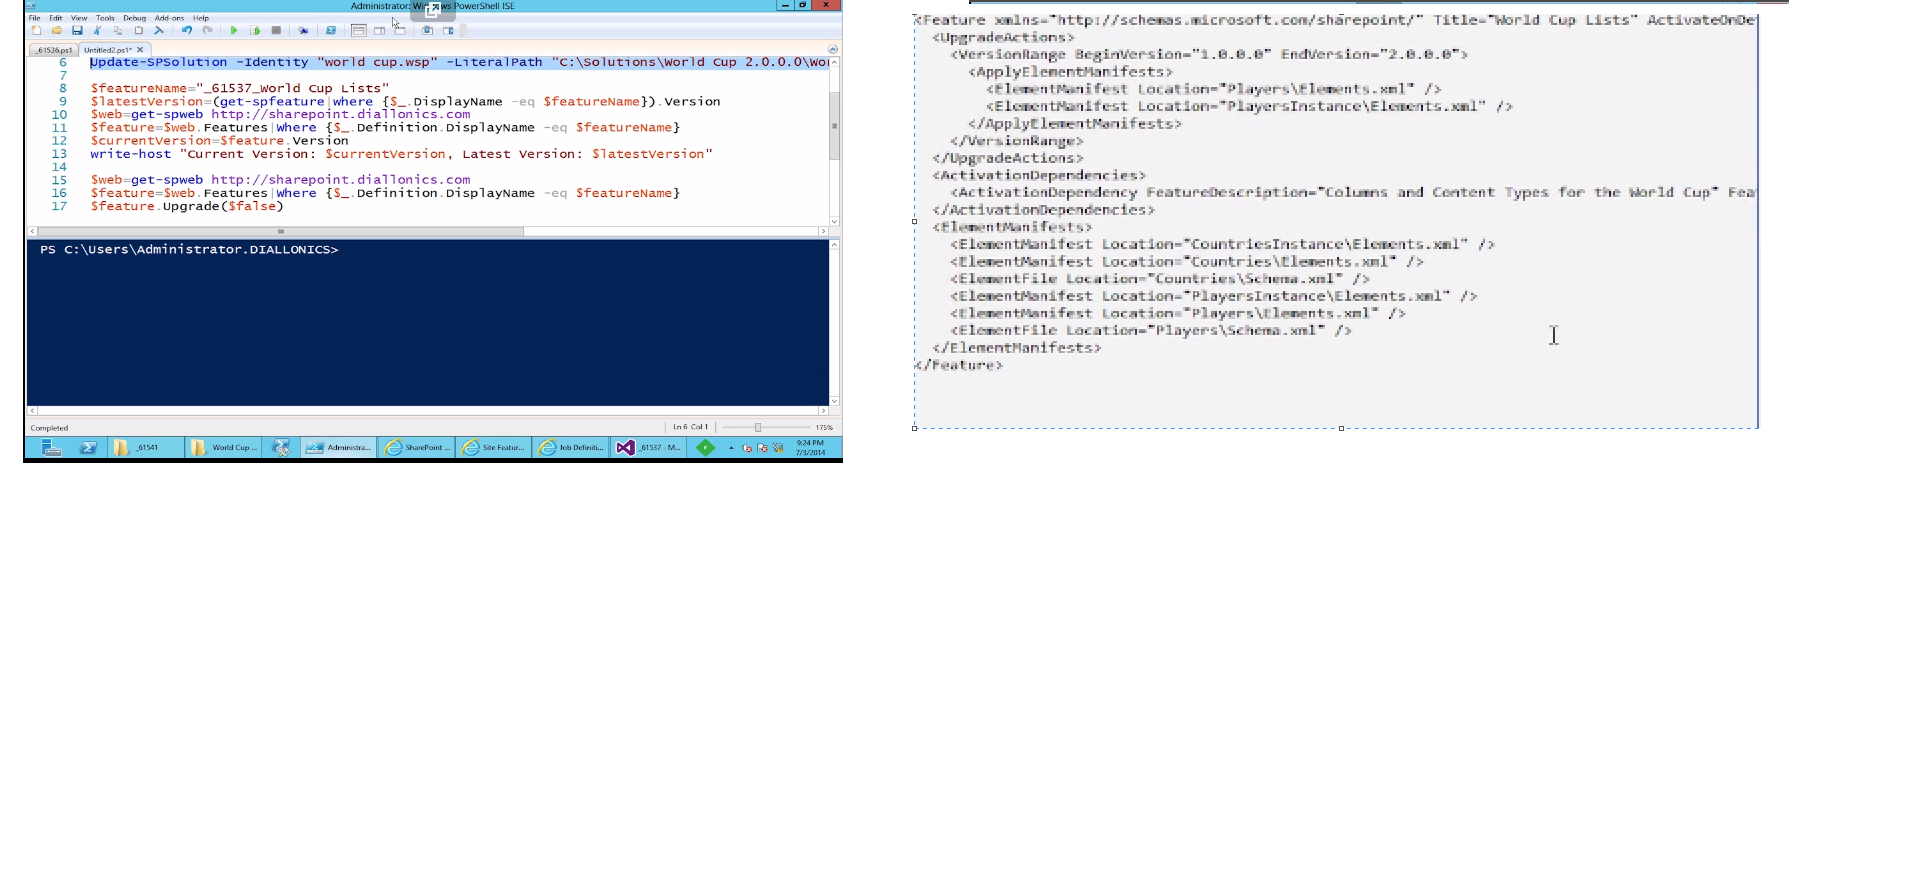 Administrator: Windows PowerShell ISE
File Edit View Tools Debug Add-ons Help
_61536.ps1 Untitled2.ps1* X
6 Update-SPSolution -Identity "world cup.wsp" -LiteralPath "C:\Solutions\World Cup 2.0.0.0\Wor
7
8 $featureName="_61537_World Cup Lists"
9 $latestVersion=(get-spfeature|where {$_.DisplayName -eq $featureName}).Version
10 $web=get-spweb http://sharepoint.diallonics.com
11 $feature=$web.Features|Where {$_.Definition.DisplayName -eq $featureName}
12 $currentVersion=$feature.Version
13 write-host "Current Version: $currentVersion, Latest Version: $latestVersion"
14
15 $web=get-spweb http://sharepoint.diallonics.com
16 $feature=$web.Features|Where {$_.Definition.DisplayName -eq $featureName}
17 $feature.Upgrade($false)
PS C:\Users\Administrator.DIALLONICS>
Completed Ln 6 Col 1 175%
_61541 World Cup ... Administra... SharePoint ... Site Featur... Job Definiti... _61537 - M... 9:24 PM
7/3/2014
<Feature xmlns="http://schemas.microsoft.com/sharepoint/" Title="World Cup Lists" ActivateOnDe
<UpgradeActions>
<VersionRange BeginVersion="1.0.0.0" EndVersion="2.0.0.0">
<ApplyElementManifests>
<ElementManifest Location="Players\Elements.xml" />
<ElementManifest Location="PlayersInstance\Elements.xml" />
</ApplyElementManifests>
</VersionRange>
</UpgradeActions>
<ActivationDependencies>
<ActivationDependency FeatureDescription="Columns and Content Types for the World Cup" Fea
</ActivationDependencies>
<ElementManifests>
<ElementManifest Location="CountriesInstance\Elements.xml" />
<ElementManifest Location="Countries\Elements.xml" />
<ElementFile Location="Countries\Schema.xml" />
<ElementManifest Location="PlayersInstance\Elements.xml" />
<ElementManifest Location="Players\Elements.xml" />
<ElementFile Location="Players\Schema.xml" />
</ElementManifests>
</Feature>